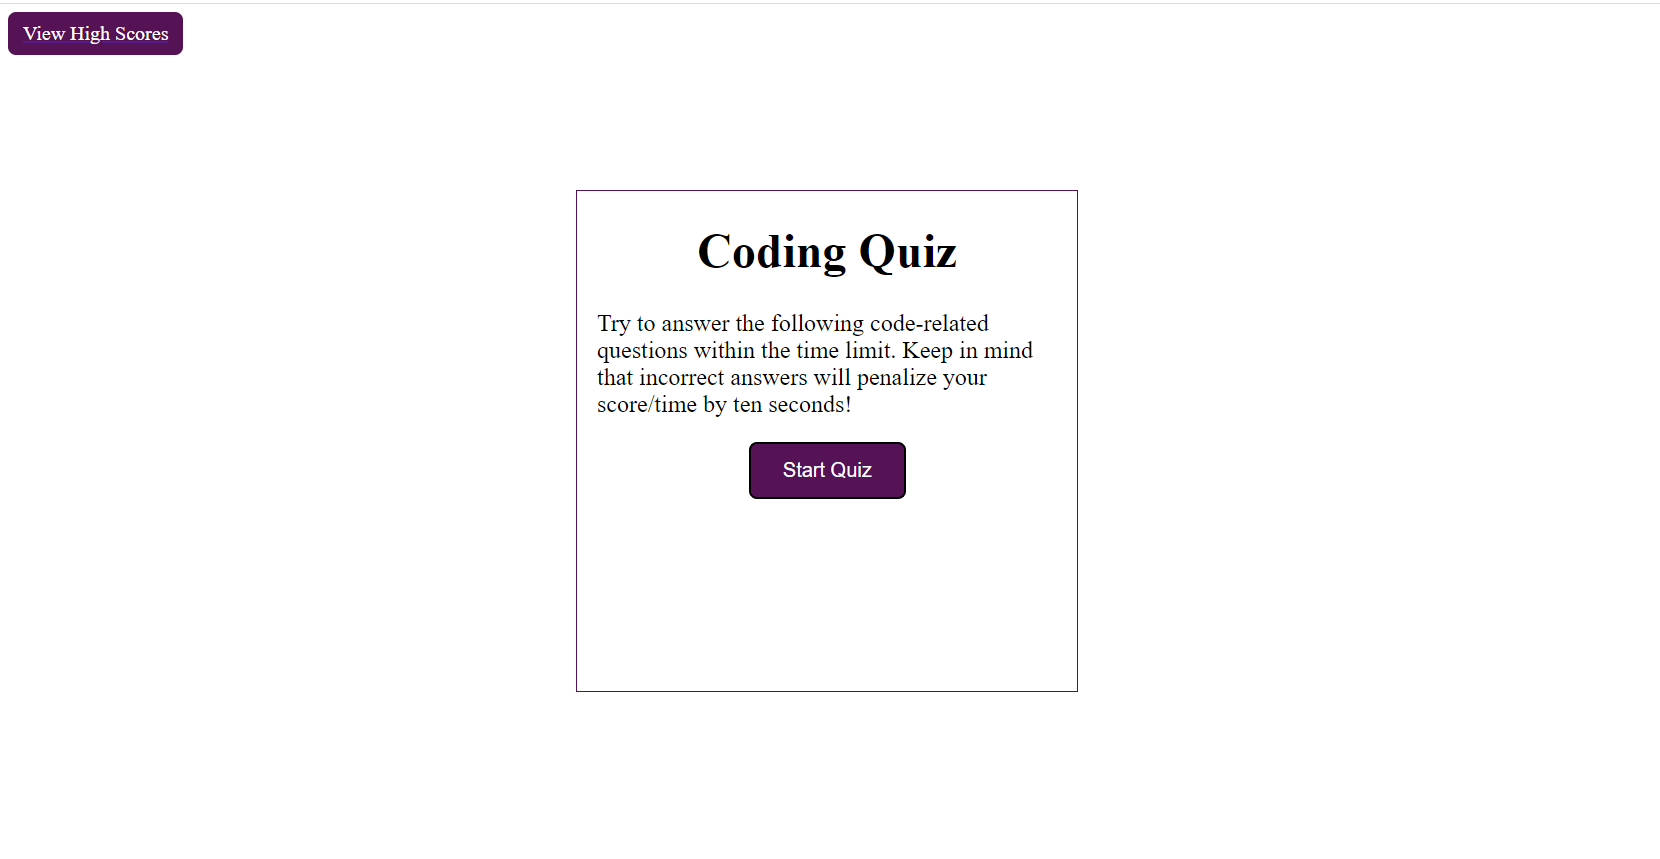 View High Scores
Coding Quiz
Try to answer the following code-related
questions within the time limit. Keep in mind
that incorrect answers will penalize your
score/time by ten seconds!
Start Quiz